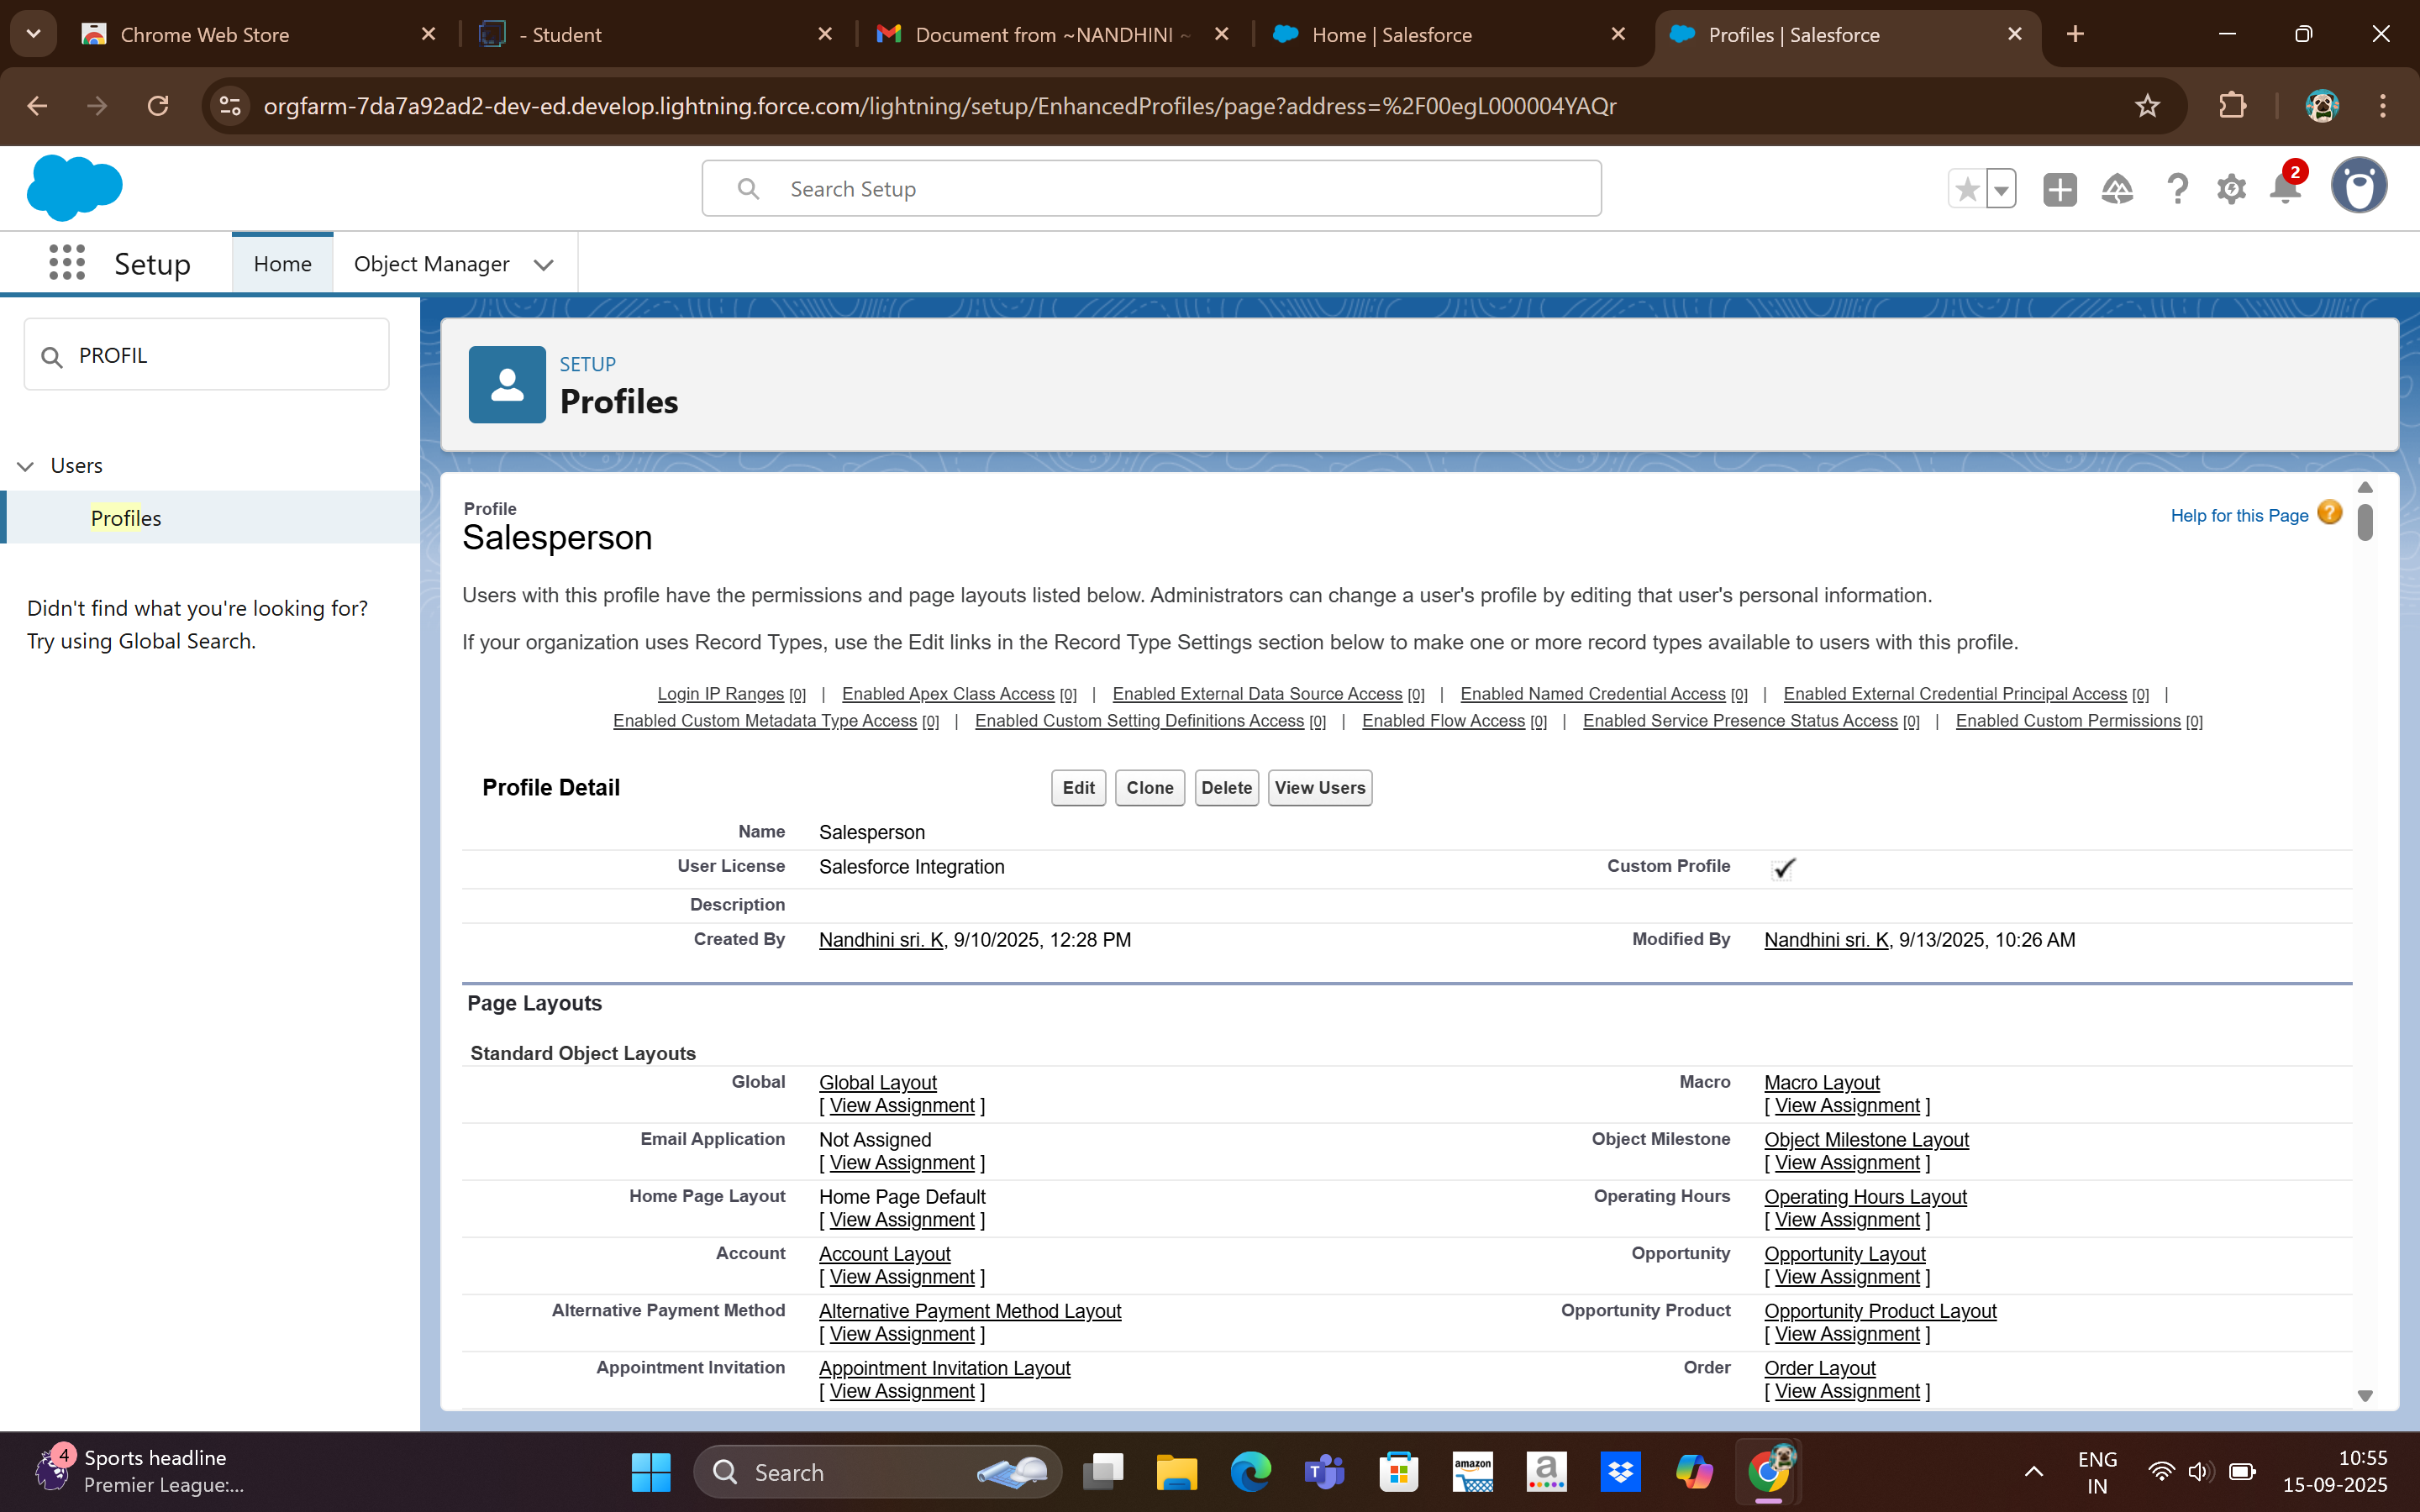 Chrome Web Store
- Student
Document from ~NANDHINI ~
Home | Salesforce
Profiles | Salesforce
orgfarm-7da7a92ad2-dev-ed.develop.lightning.force.com/lightning/setup/EnhancedProfiles/page?address=%2F00egL000004YAQr
Search Setup
2
Setup
Home
Object Manager
PROFIL
Users
Profiles
Didn't find what you're looking for?
Try using Global Search.
SETUP
Profiles
Profile
Salesperson
Help for this Page ?
Users with this profile have the permissions and page layouts listed below. Administrators can change a user's profile by editing that user's personal information.
If your organization uses Record Types, use the Edit links in the Record Type Settings section below to make one or more record types available to users with this profile.
Login IP Ranges [0] | Enabled Apex Class Access [0] | Enabled External Data Source Access [0] | Enabled Named Credential Access [0] | Enabled External Credential Principal Access [0] |
Enabled Custom Metadata Type Access [0] | Enabled Custom Setting Definitions Access [0] | Enabled Flow Access [0] | Enabled Service Presence Status Access [0] | Enabled Custom Permissions [0]
Profile Detail Edit Clone Delete View Users
Name Salesperson
User License Salesforce Integration Custom Profile
Description
Created By Nandhini sri. K, 9/10/2025, 12:28 PM Modified By Nandhini sri. K, 9/13/2025, 10:26 AM
Page Layouts
Standard Object Layouts
Global Global Layout Macro Macro Layout
[ View Assignment ] [ View Assignment ]
Email Application Not Assigned Object Milestone Object Milestone Layout
[ View Assignment ] [ View Assignment ]
Home Page Layout Home Page Default Operating Hours Operating Hours Layout
[ View Assignment ] [ View Assignment ]
Account Account Layout Opportunity Opportunity Layout
[ View Assignment ] [ View Assignment ]
Alternative Payment Method Alternative Payment Method Layout Opportunity Product Opportunity Product Layout
[ View Assignment ] [ View Assignment ]
Appointment Invitation Appointment Invitation Layout Order Order Layout
[ View Assignment ] [ View Assignment ]
4
Sports headline
Premier League:...
Search
amazon
a
ENG
IN
10:55
15-09-2025